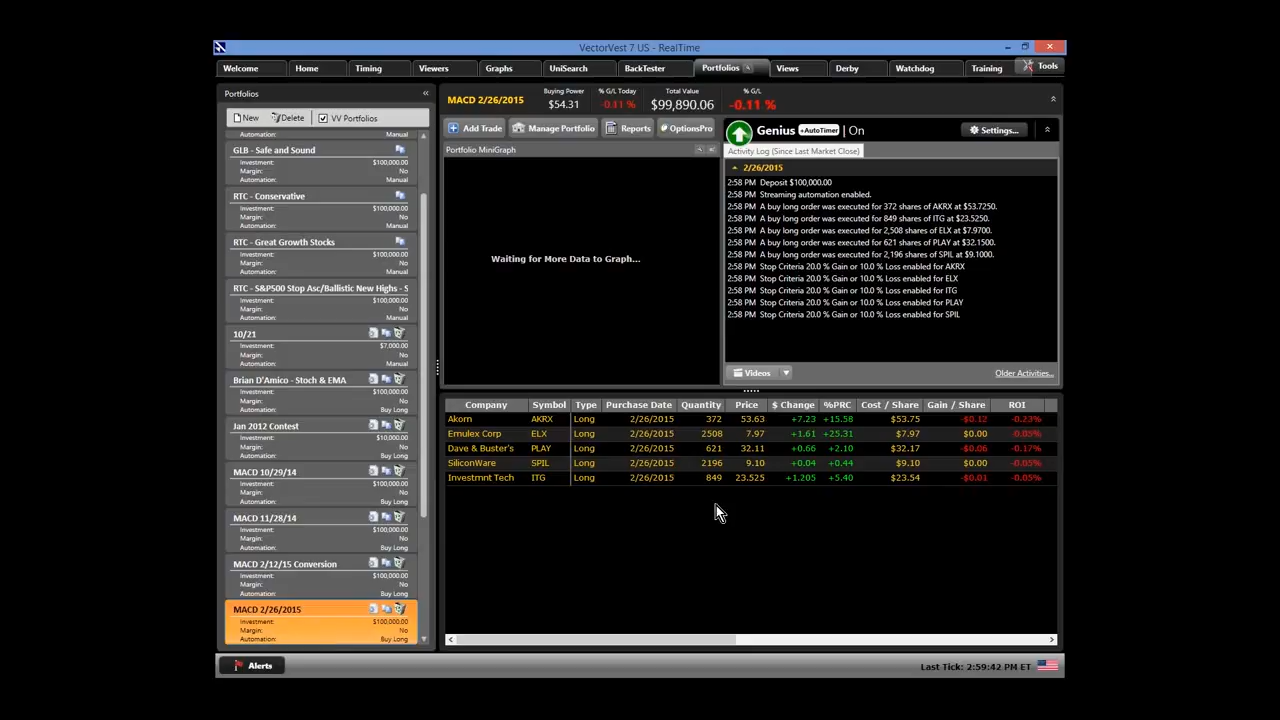 VectorVest 7 US - RealTime
Welcome Home Timing Viewers Graphs UniSearch BackTester Portfolios Views Derby Watchdog Training Tools
Portfolios
New Delete VV Portfolios
Automation: Manual
GLB - Safe and Sound
Investment: $100,000.00
Margin: No
Automation: Manual
RTC - Conservative
Investment: $100,000.00
Margin: No
Automation: Manual
RTC - Great Growth Stocks
Investment: $100,000.00
Margin: No
Automation: Manual
RTC - S&P500 Stop Asc/Ballistic New Highs - S
Investment: $100,000.00
Margin: No
Automation: Manual
10/21
Investment: $7,000.00
Margin: No
Automation: Manual
Brian D'Amico - Stoch & EMA
Investment: $100,000.00
Margin: No
Automation: Buy Long
Jan 2012 Contest
Investment: $10,000.00
Margin: No
Automation: Buy Long
MACD 10/29/14
Investment: $100,000.00
Margin: No
Automation: Buy Long
MACD 11/28/14
Investment: $100,000.00
Margin: No
Automation: Buy Long
MACD 2/12/15 Conversion
Investment: $100,000.00
Margin: No
Automation: Buy Long
MACD 2/26/2015
Investment: $100,000.00
Margin: No
Automation: Buy Long
MACD 2/26/2015
Buying Power % G/L Today Total Value % G/L
$54.31 -0.11 % $99,890.06 -0.11 %
Add Trade Manage Portfolio Reports OptionsPro
Portfolio MiniGraph
Waiting for More Data to Graph...
Genius +AutoTimer | On Settings...
Activity Log (Since Last Market Close)
2/26/2015
2:58 PM Deposit $100,000.00
2:58 PM Streaming automation enabled.
2:58 PM A buy long order was executed for 372 shares of AKRX at $53.7250.
2:58 PM A buy long order was executed for 849 shares of ITG at $23.5250.
2:58 PM A buy long order was executed for 2,508 shares of ELX at $7.9700.
2:58 PM A buy long order was executed for 621 shares of PLAY at $32.1500.
2:58 PM A buy long order was executed for 2,196 shares of SPIL at $9.1000.
2:58 PM Stop Criteria 20.0 % Gain or 10.0 % Loss enabled for AKRX
2:58 PM Stop Criteria 20.0 % Gain or 10.0 % Loss enabled for ELX
2:58 PM Stop Criteria 20.0 % Gain or 10.0 % Loss enabled for ITG
2:58 PM Stop Criteria 20.0 % Gain or 10.0 % Loss enabled for PLAY
2:58 PM Stop Criteria 20.0 % Gain or 10.0 % Loss enabled for SPIL
Videos Older Activities...
Company Symbol Type Purchase Date Quantity Price $ Change %PRC Cost / Share Gain / Share ROI
Akorn AKRX Long 2/26/2015 372 53.63 +7.23 +15.58 $53.75 -$0.12 -0.23%
Emulex Corp ELX Long 2/26/2015 2508 7.97 +1.61 +25.31 $7.97 $0.00 -0.05%
Dave & Buster's PLAY Long 2/26/2015 621 32.11 +0.66 +2.10 $32.17 -$0.06 -0.17%
SiliconWare SPIL Long 2/26/2015 2196 9.10 +0.04 +0.44 $9.10 $0.00 -0.05%
Investmnt Tech ITG Long 2/26/2015 849 23.525 +1.205 +5.40 $23.54 -$0.01 -0.05%
Alerts
Last Tick: 2:59:42 PM ET